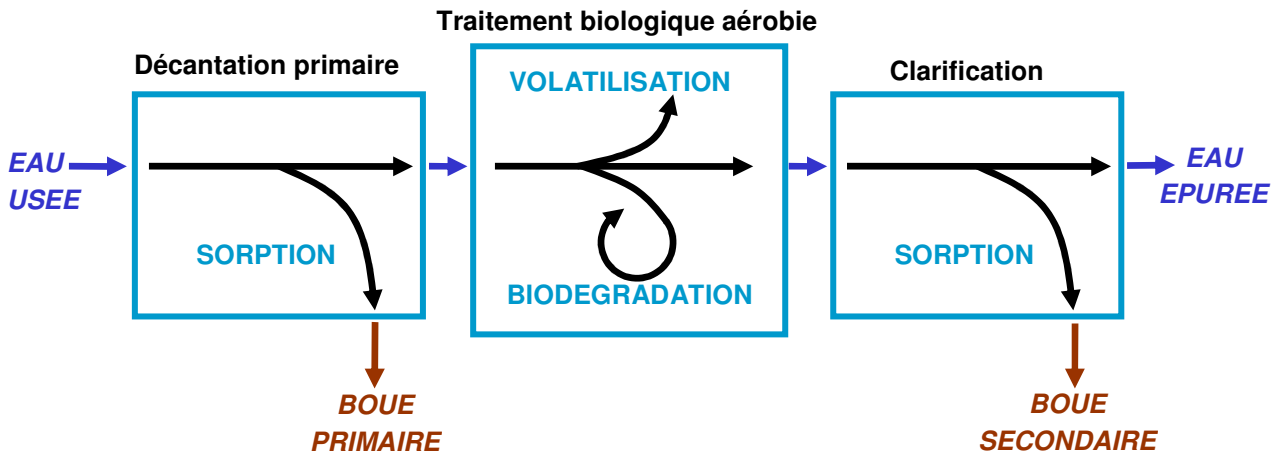 Traitement biologique aérobie
Décantation primaire
Clarification
EAU
USEE
SORPTION
VOLATILISATION
BIODEGRADATION
SORPTION
EAU
EPUREE
BOUE
PRIMAIRE
BOUE
SECONDAIRE